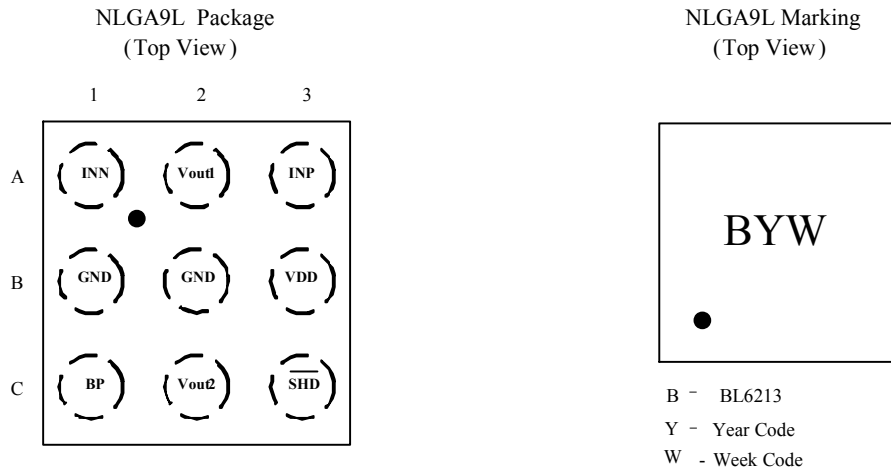 NLGA9L Package
(Top View)
1 2 3
A INN Vout1 INP
B GND GND VDD
C BP Vout2 SHD
NLGA9L Marking
(Top View)
BYW
B - BL6213
Y - Year Code
W - Week Code